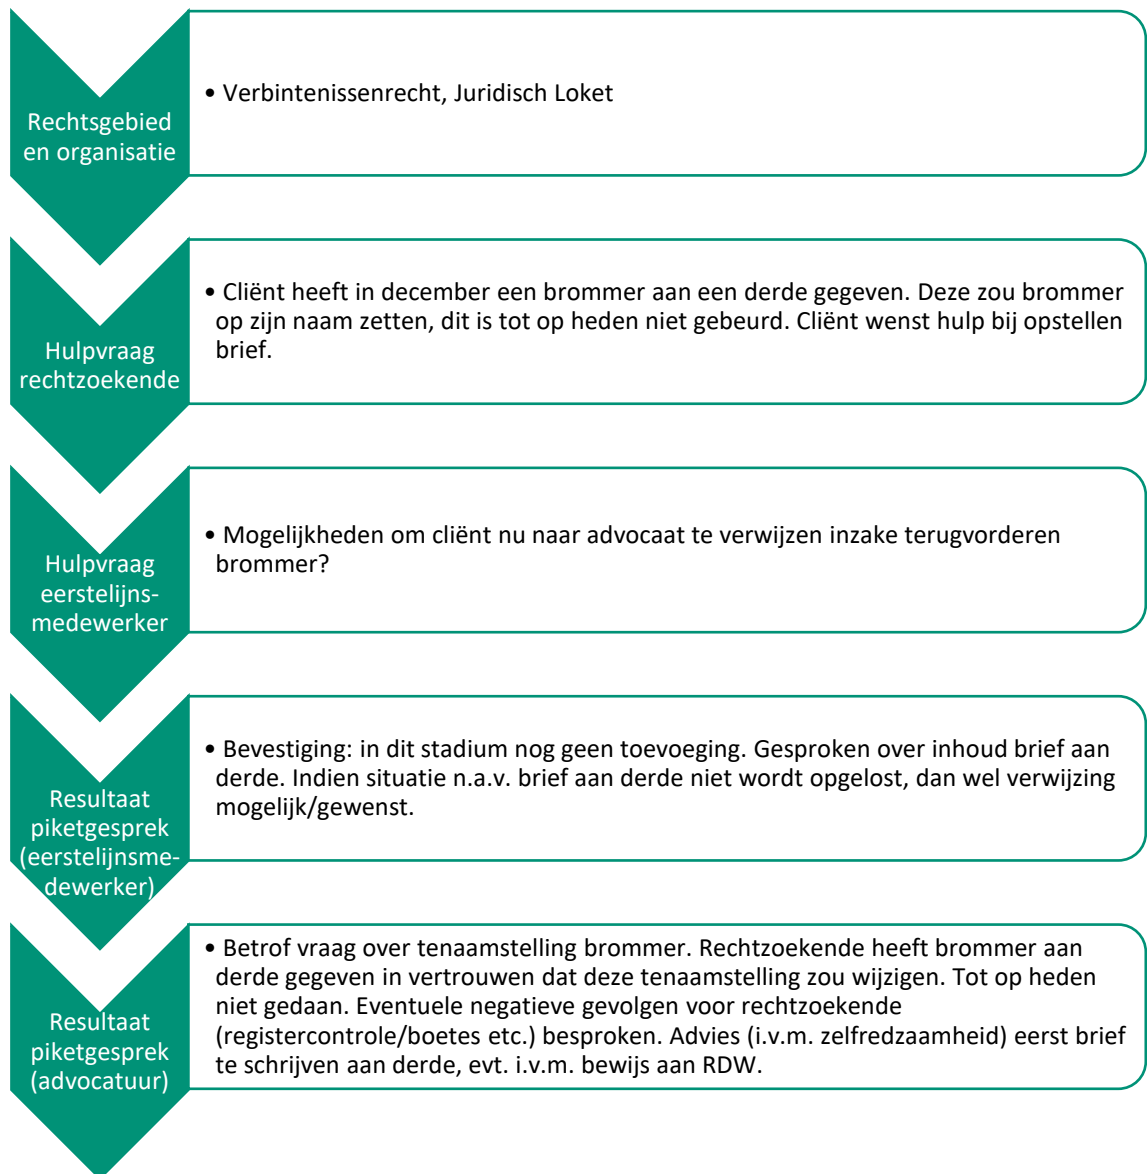 Rechtsgebied
en organisatie
• Verbintenissenrecht, Juridisch Loket
Hulpvraag
rechtzoekende
• Cliënt heeft in december een brommer aan een derde gegeven. Deze zou brommer
op zijn naam zetten, dit is tot op heden niet gebeurd. Cliënt wenst hulp bij opstellen
brief.
Hulpvraag
eerstelijns-
medewerker
• Mogelijkheden om cliënt nu naar advocaat te verwijzen inzake terugvorderen
brommer?
Resultaat
piketgesprek
(eerstelijnsme-
dewerker)
• Bevestiging: in dit stadium nog geen toevoeging. Gesproken over inhoud brief aan
derde. Indien situatie n.a.v. brief aan derde niet wordt opgelost, dan wel verwijzing
mogelijk/gewenst.
Resultaat
piketgesprek
(advocatuur)
• Betrof vraag over tenaamstelling brommer. Rechtzoekende heeft brommer aan
derde gegeven in vertrouwen dat deze tenaamstelling zou wijzigen. Tot op heden
niet gedaan. Eventuele negatieve gevolgen voor rechtzoekende
(registercontrole/boetes etc.) besproken. Advies (i.v.m. zelfredzaamheid) eerst brief
te schrijven aan derde, evt. i.v.m. bewijs aan RDW.